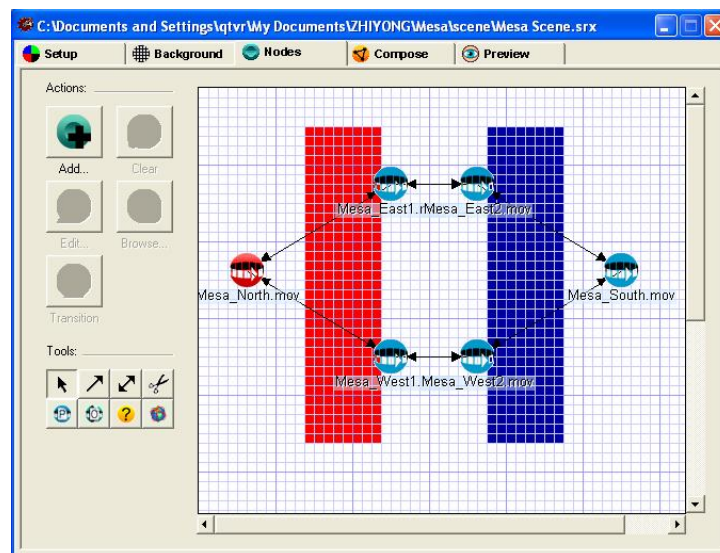 C:\Documents and Settings\qtvr\My Documents\ZHIYONG\Mesa\scene\Mesa Scene.srx
Setup Background Nodes Compose Preview
Actions:
Add... Clear
Edit... Browse...
Transition
Tools:
P O ?
Mesa_East1.r Mesa_East2.mov
Mesa_North.mov Mesa_South.mov
Mesa_West1. Mesa_West2.mov